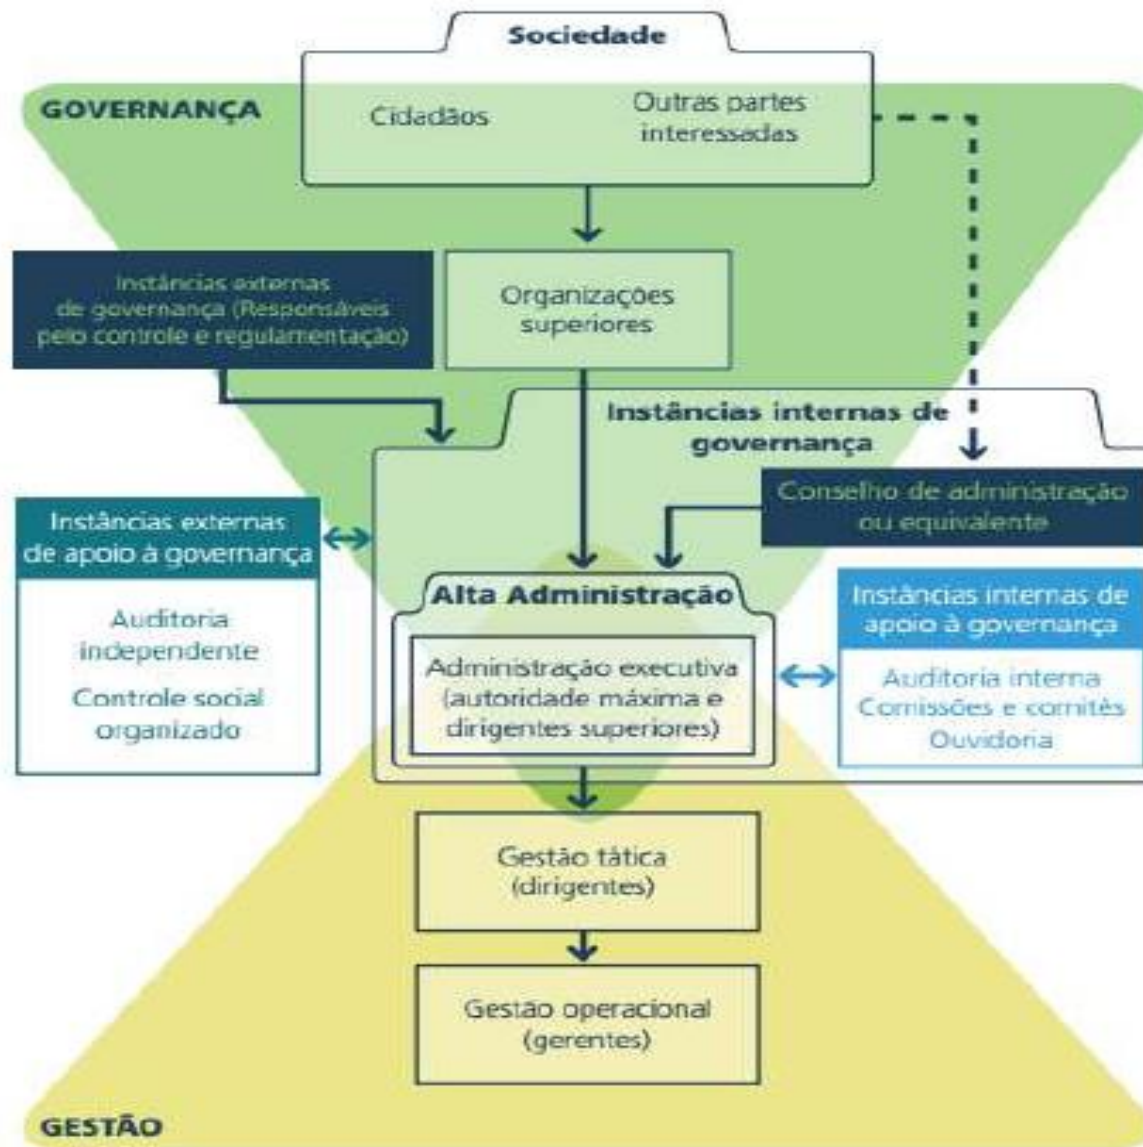 Sociedade
GOVERNANÇA
Cidadãos
Outras partes
interessadas
Instâncias externas
de governança (Responsáveis
pelo controle e regulamentação)
Organizações
superiores
Instâncias internas de
governança
Conselho de administração
ou equivalente
Instâncias externas
de apoio à governança
Auditoria
independente
Controle social
organizado
Alta Administração
Administração executiva
(autoridade máxima e
dirigentes superiores)
Instâncias internas de
apoio à governança
Auditoria interna
Comissões e comitês
Ouvidoria
Gestão tática
(dirigentes)
Gestão operacional
(gerentes)
GESTÃO